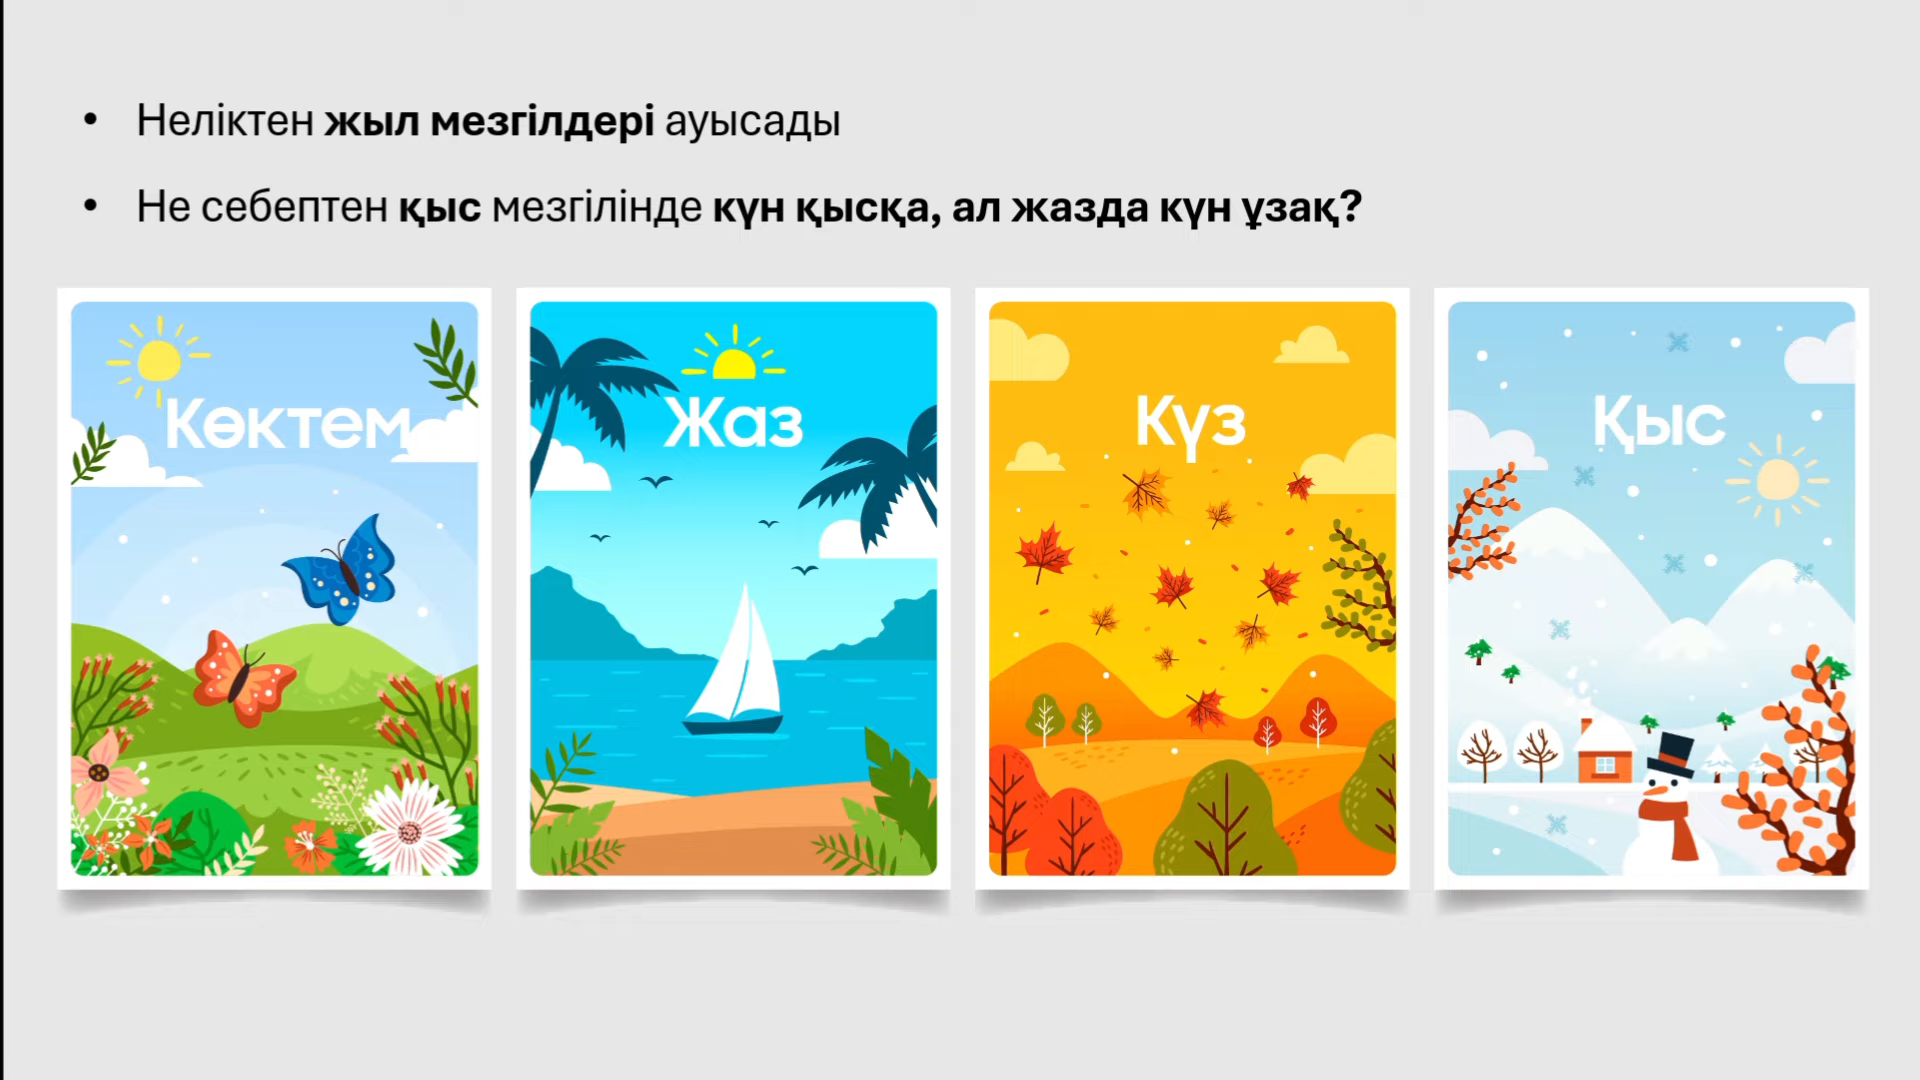 • Неліктен жыл мезгілдері ауысады
• Не себептен қыс мезгілінде күн қысқа, ал жазда күн ұзақ?
Көктем
Жаз
Күз
Қыс